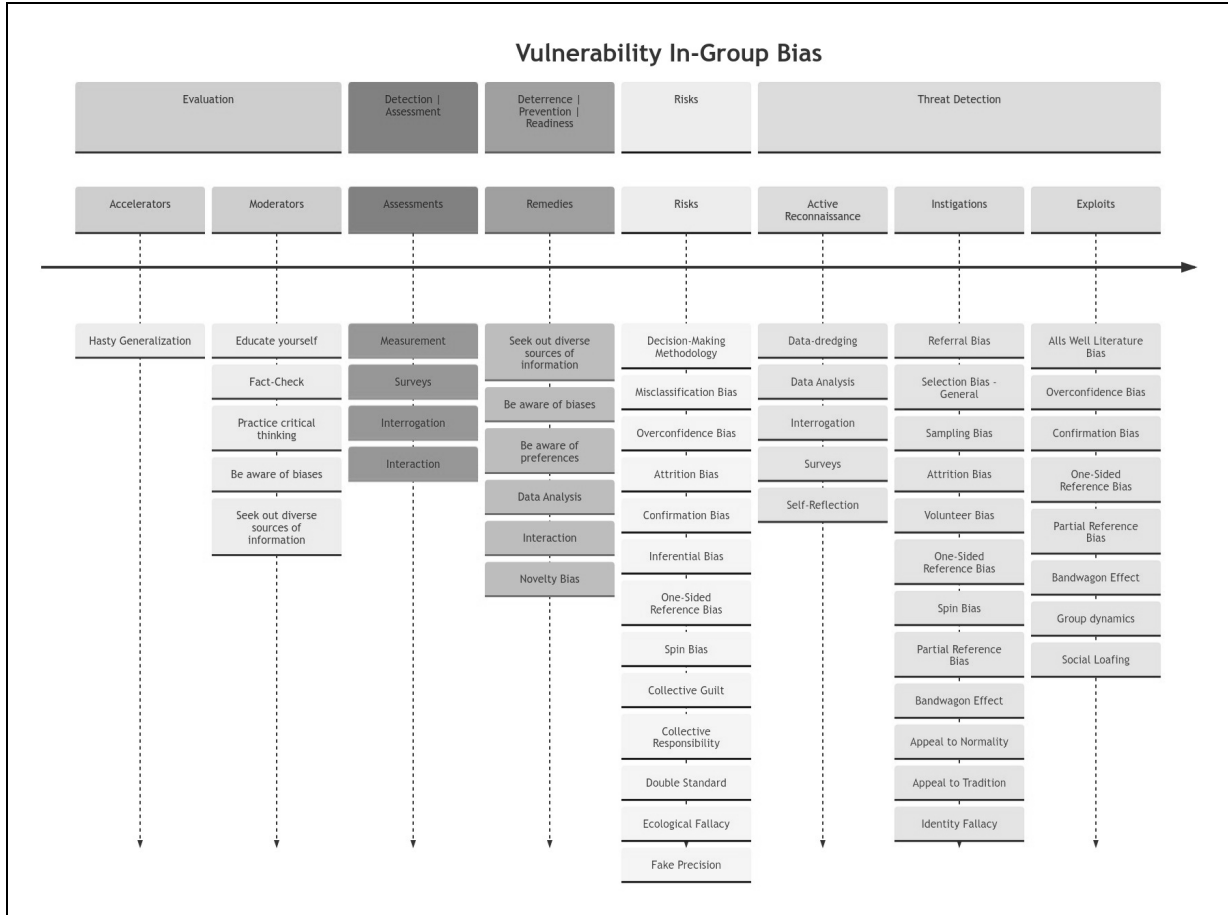 Vulnerability In-Group Bias
Evaluation
Detection |
Assessment
Deterrence |
Prevention |
Readiness
Risks
Threat Detection
Accelerators
Moderators
Assessments
Remedies
Risks
Active
Reconnaissance
Instigations
Exploits
Hasty Generalization
Educate yourself
Fact-Check
Practice critical
thinking
Be aware of biases
Seek out diverse
sources of
information
Measurement
Surveys
Interrogation
Interaction
Seek out diverse
sources of
information
Be aware of biases
Be aware of
preferences
Data Analysis
Interaction
Novelty Bias
Decision-Making
Methodology
Misclassification Bias
Overconfidence Bias
Attrition Bias
Confirmation Bias
Inferential Bias
One-Sided
Reference Bias
Spin Bias
Collective Guilt
Collective
Responsibility
Double Standard
Ecological Fallacy
Fake Precision
Data-dredging
Data Analysis
Interrogation
Surveys
Self-Reflection
Referral Bias
Selection Bias -
General
Sampling Bias
Attrition Bias
Volunteer Bias
One-Sided
Reference Bias
Spin Bias
Partial Reference
Bias
Bandwagon Effect
Appeal to Normality
Appeal to Tradition
Identity Fallacy
Alls Well Literature
Bias
Overconfidence Bias
Confirmation Bias
One-Sided
Reference Bias
Partial Reference
Bias
Bandwagon Effect
Group dynamics
Social Loafing